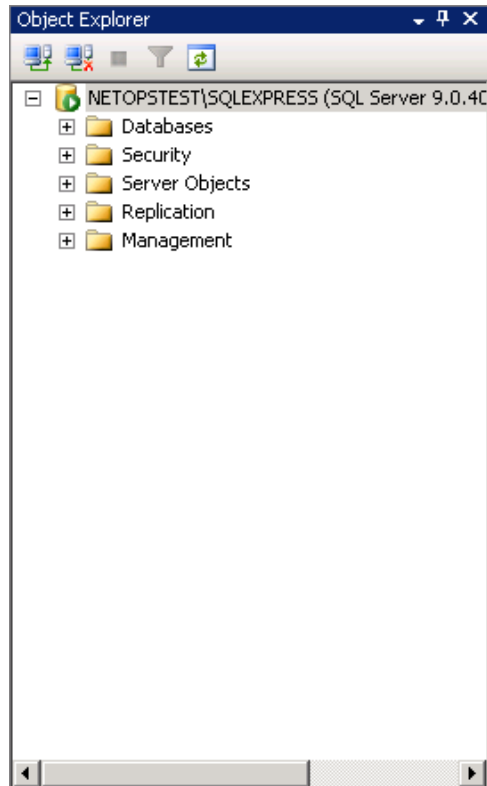 Object Explorer
NETOPSTEST\SQLEXPRESS (SQL Server 9.0.40
Databases
Security
Server Objects
Replication
Management